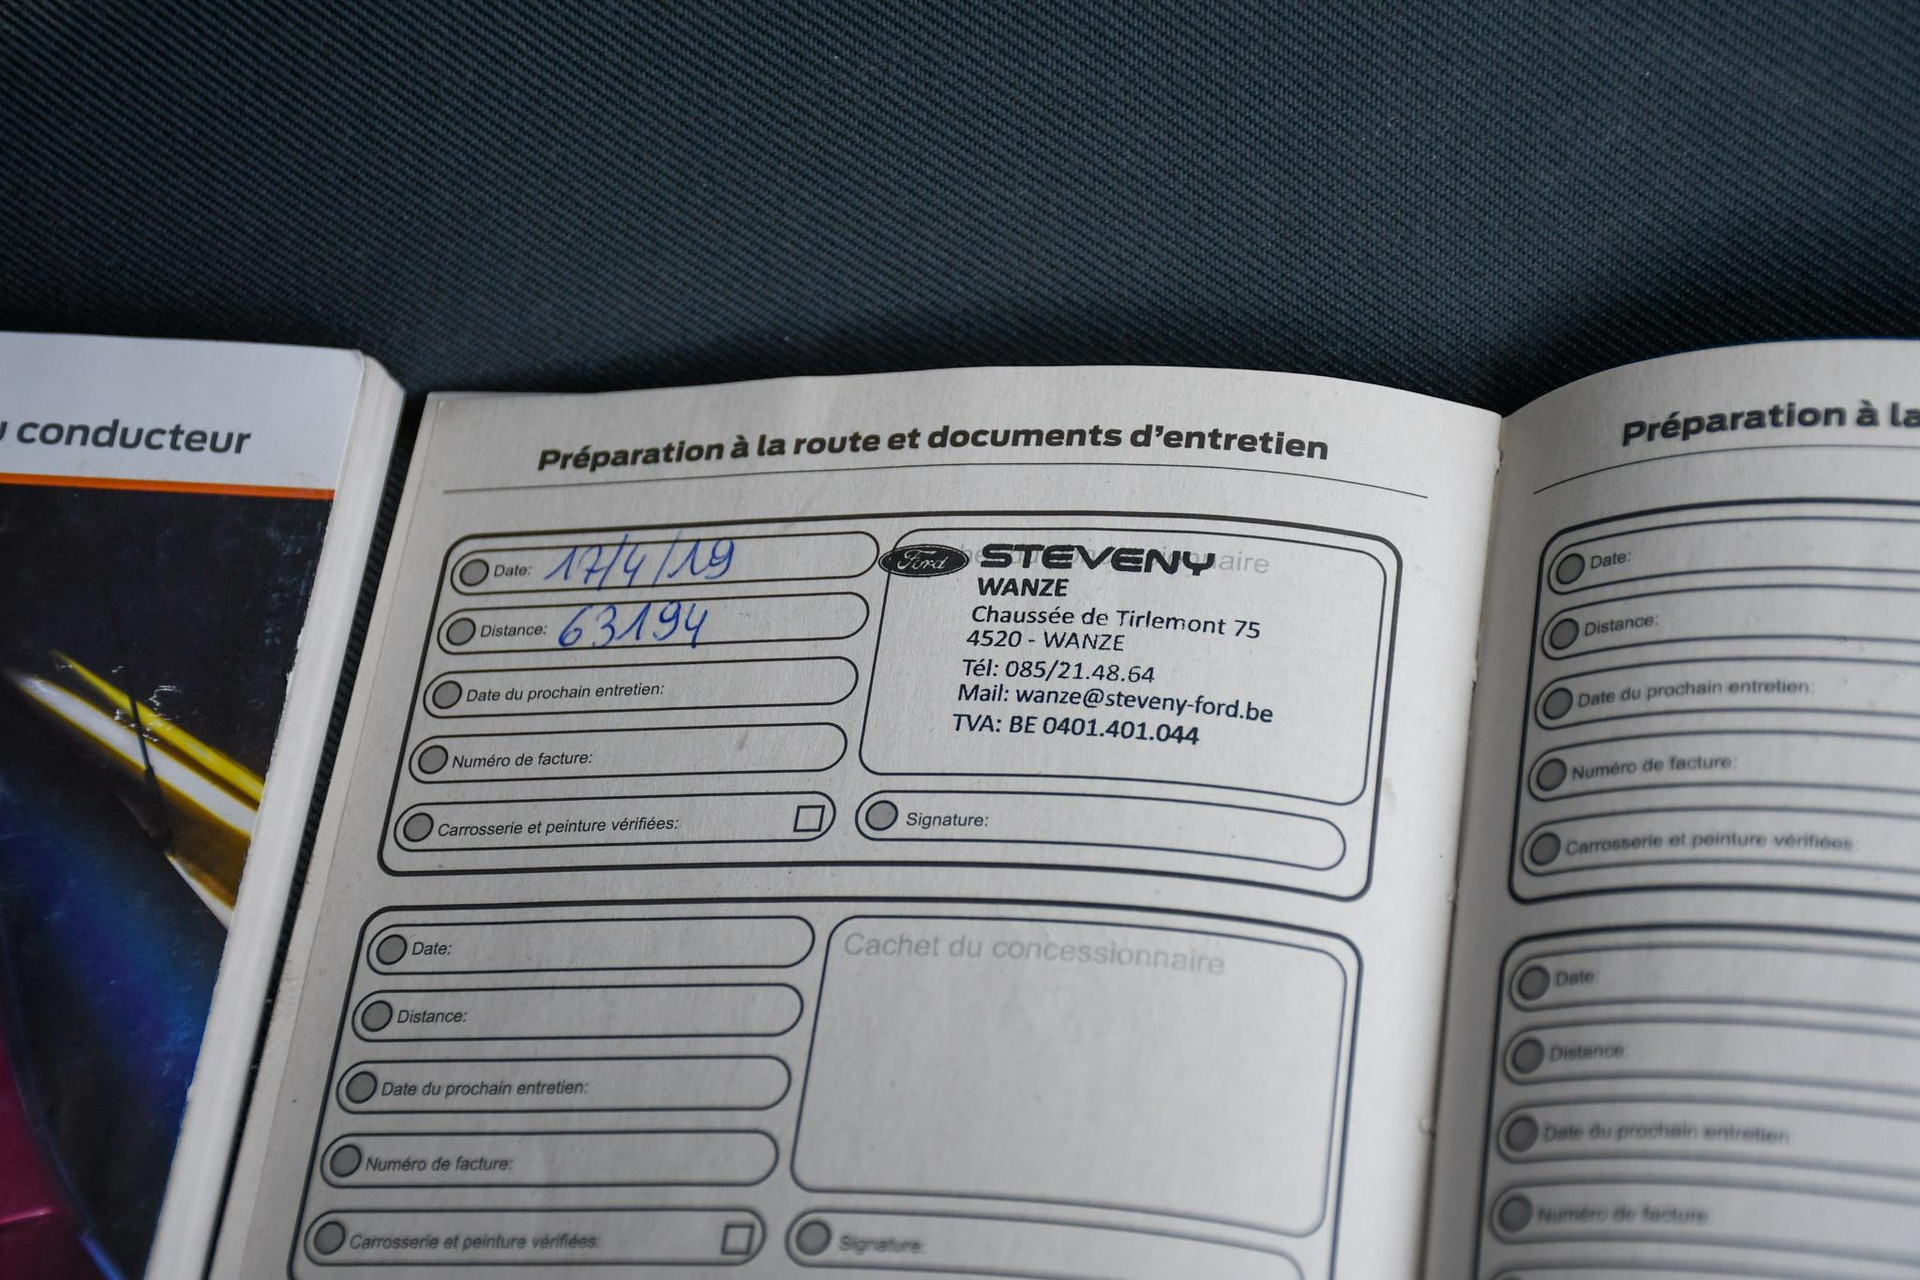 conducteur
Préparation à la route et documents d'entretien
Date: 17/4/19
Distance: 63194
Date du prochain entretien:
Numéro de facture:
Carrosserie et peinture vérifiées:
Ford STEVENY
WANZE
Chaussée de Tirlemont 75
4520 - WANZE
Tél: 085/21.48.64
Mail: wanze@steveny-ford.be
TVA: BE 0401.401.044
Signature:
Date:
Distance:
Date du prochain entretien:
Numéro de facture:
Carrosserie et peinture vérifiées:
Cachet du concessionnaire
Signature:
Préparation à la
Date:
Distance:
Date du prochain entretien:
Numéro de facture:
Carrosserie et peinture vérifiées:
Date:
Distance:
Date du prochain entretien:
Numéro de facture: